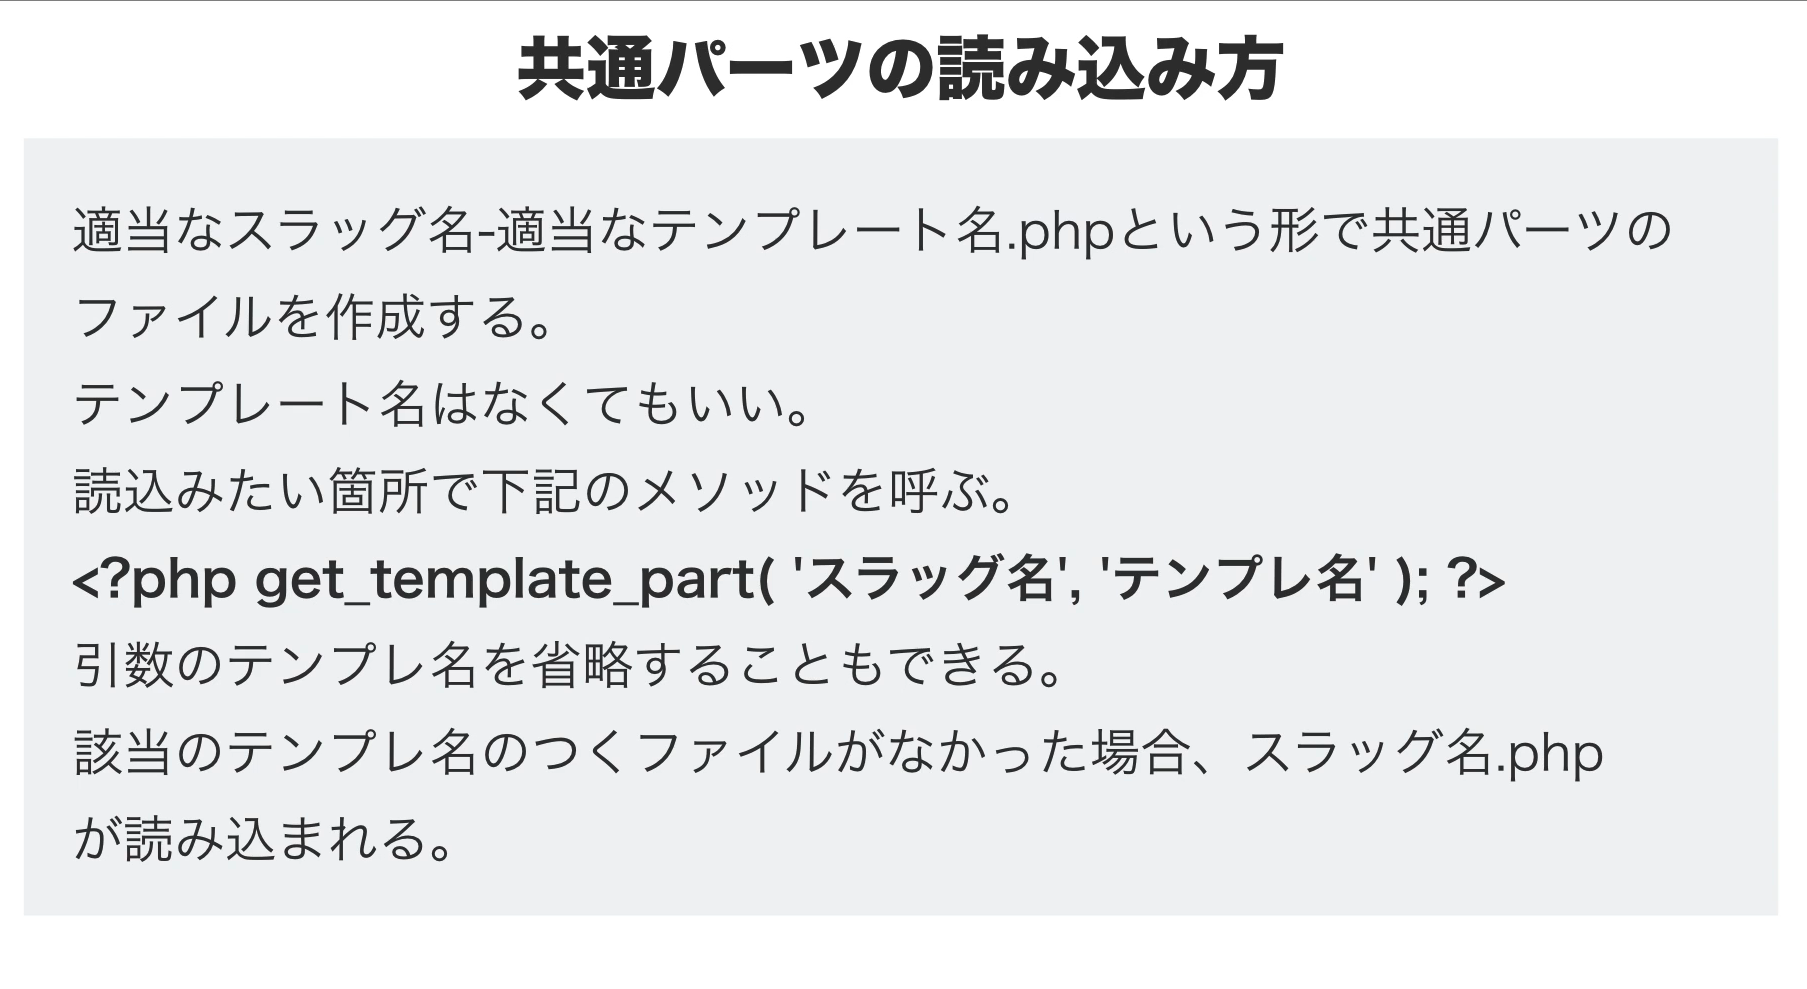 共通パーツの読み込み方
適当なスラッグ名-適当なテンプレート名.phpという形で共通パーツの
ファイルを作成する。
テンプレート名はなくてもいい。
読込みたい箇所で下記のメソッドを呼ぶ。
<?php get_template_part( 'スラッグ名', 'テンプレ名' ); ?>
引数のテンプレ名を省略することもできる。
該当のテンプレ名のつくファイルがなかった場合、スラッグ名.php
が読み込まれる。